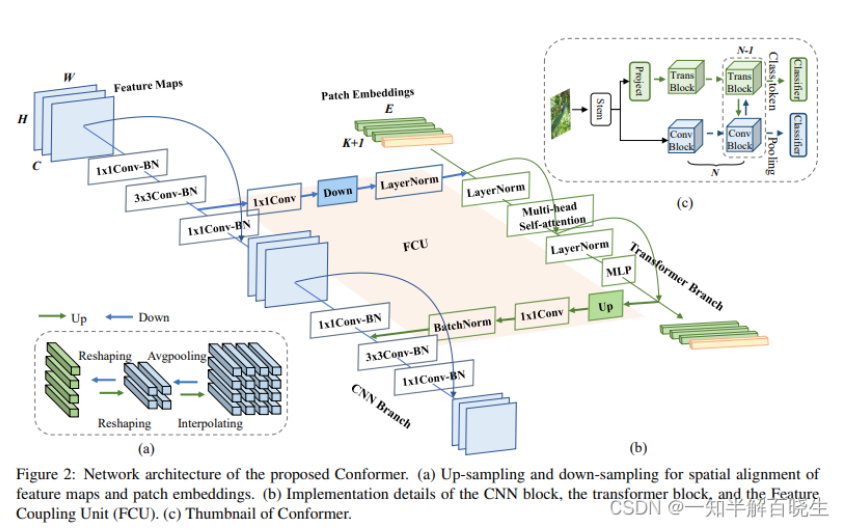 W
Feature Maps
H
C
Patch Embeddings
E
K+1
1x1Conv-BN
3x3Conv-BN
1x1Conv-BN
1x1Conv
Down
LayerNorm
LayerNorm
Multi-head
Self-attention
LayerNorm
MLP
Transformer Branch
FCU
Up
1x1Conv
BatchNorm
1x1Conv-BN
3x3Conv-BN
1x1Conv-BN
CNN Branch
(b)
Stem
Project
Trans
Block
Trans
Block
N-1
Class token
Classifier
Conv
Block
Conv
Block
Pooling
Classifier
N
(c)
Up
Down
Reshaping
Avgpooling
Reshaping
Interpolating
(a)
Figure 2: Network architecture of the proposed Conformer. (a) Up-sampling and down-sampling for spatial alignment of
feature maps and patch embeddings. (b) Implementation details of the CNN block, the transformer block, and the Feature
Coupling Unit (FCU). (c) Thumbnail of Conformer.
CSDN @一知半解百晓生